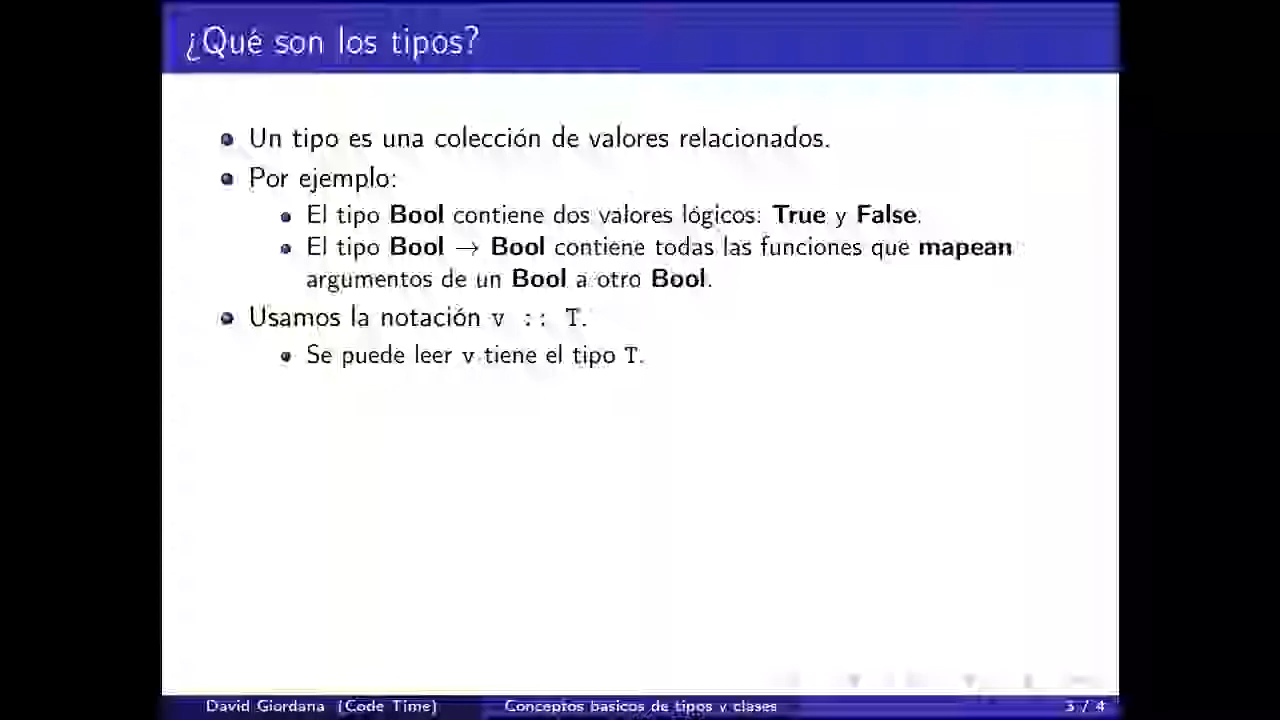 ¿Qué son los tipos?
Un tipo es una colección de valores relacionados.
Por ejemplo:
El tipo Bool contiene dos valores lógicos: True y False.
El tipo Bool → Bool contiene todas las funciones que mapean
argumentos de un Bool a otro Bool.
Usamos la notación v :: T.
Se puede leer v tiene el tipo T.
David Giordana (Code Time) Conceptos basicos de tipos y clases 3 / 4